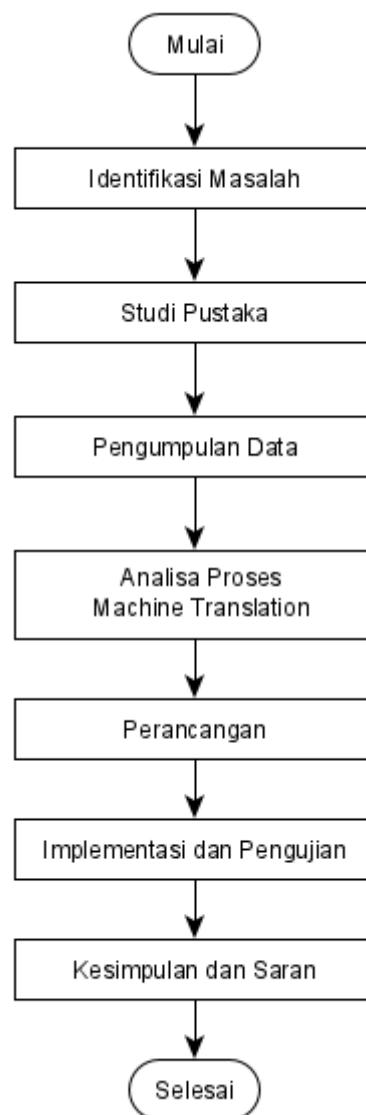 Mulai
Identifikasi Masalah
Studi Pustaka
Pengumpulan Data
Analisa Proses
Machine Translation
Perancangan
Implementasi dan Pengujian
Kesimpulan dan Saran
Selesai